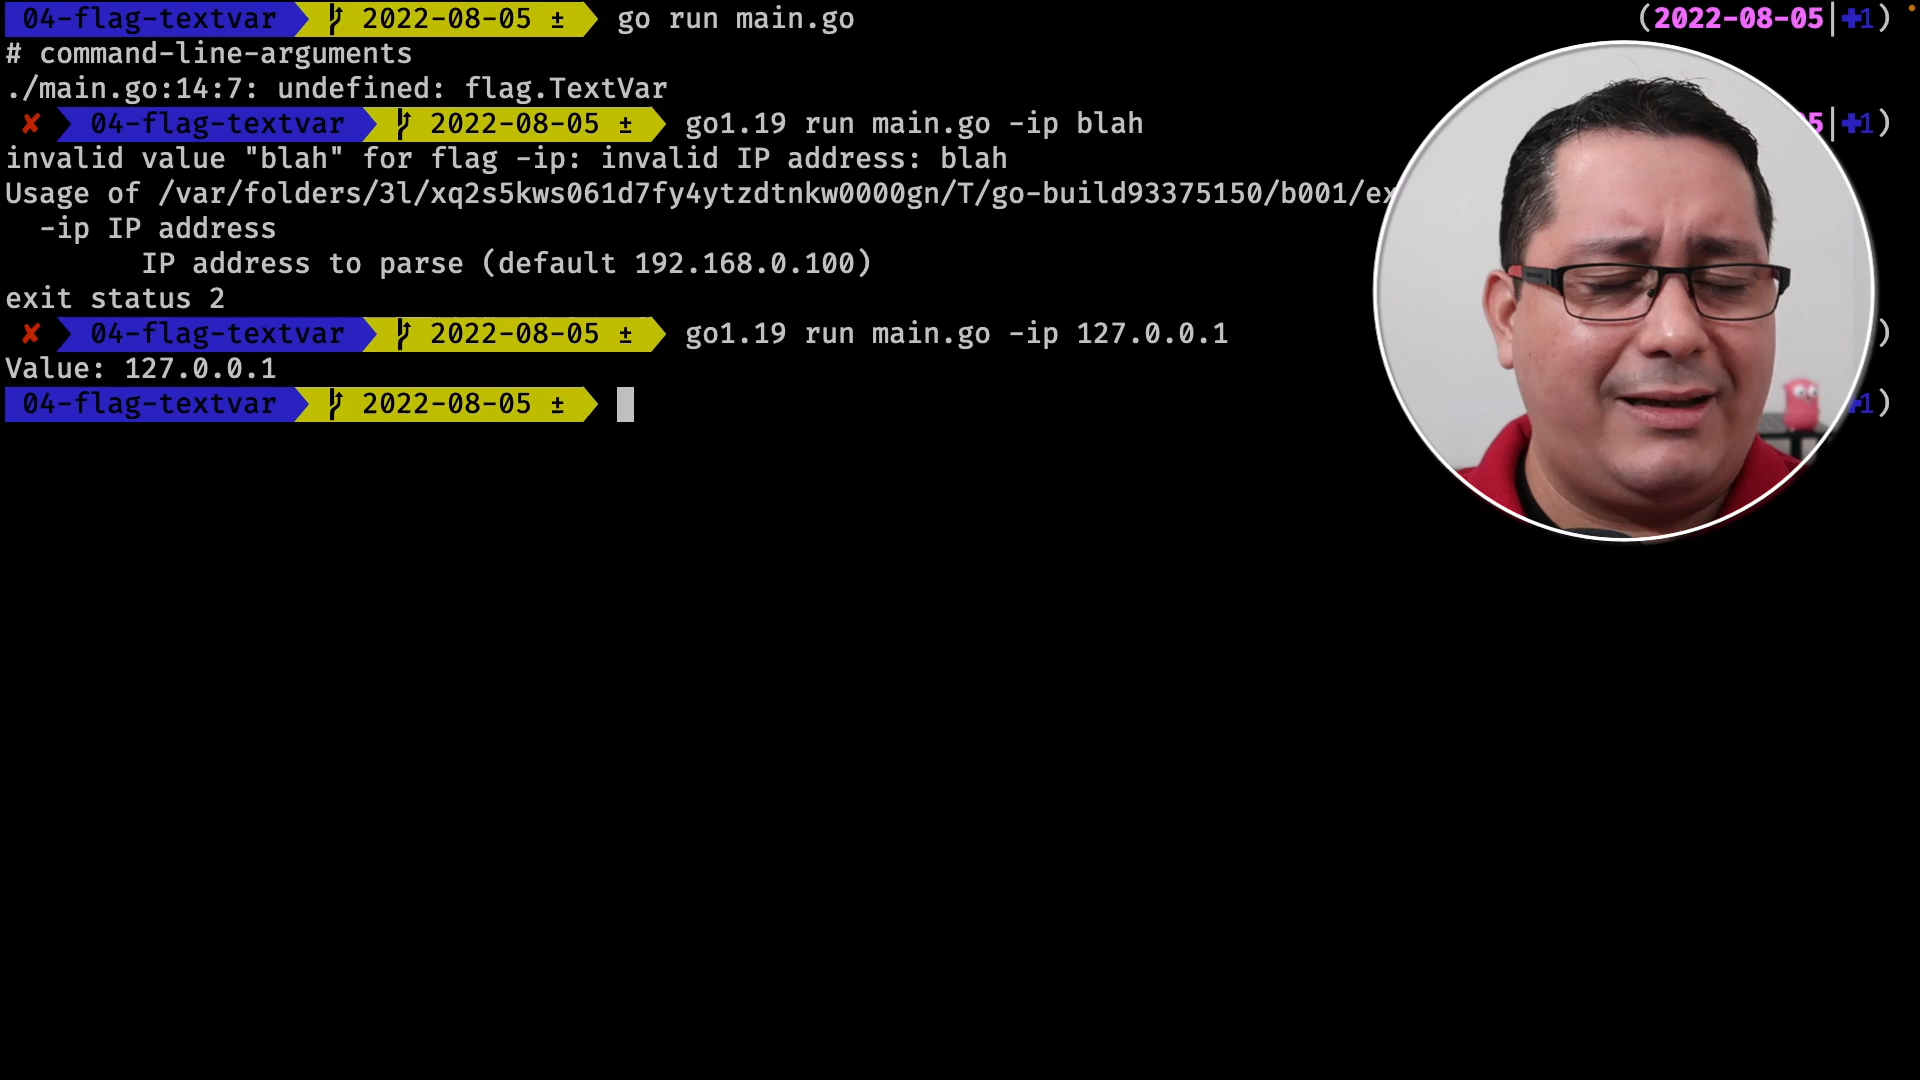 04-flag-textvar 2022-08-05 ± go run main.go (2022-08-05|✚1)
# command-line-arguments
./main.go:14:7: undefined: flag.TextVar
✘ 04-flag-textvar 2022-08-05 ± go1.19 run main.go -ip blah 5|✚1)
invalid value "blah" for flag -ip: invalid IP address: blah
Usage of /var/folders/3l/xq2s5kws061d7fy4ytzdtnkw0000gn/T/go-build93375150/b001/ex
-ip IP address
IP address to parse (default 192.168.0.100)
exit status 2
✘ 04-flag-textvar 2022-08-05 ± go1.19 run main.go -ip 127.0.0.1 )
Value: 127.0.0.1
04-flag-textvar 2022-08-05 ± ✚1)